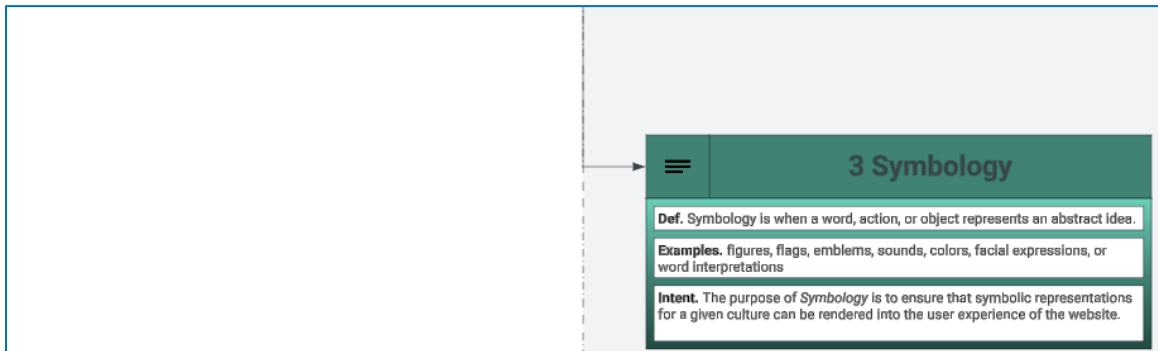 3 Symbology
Def. Symbology is when a word, action, or object represents an abstract idea.
Examples. figures, flags, emblems, sounds, colors, facial expressions, or
word interpretations
Intent. The purpose of Symbology is to ensure that symbolic representations
for a given culture can be rendered into the user experience of the website.